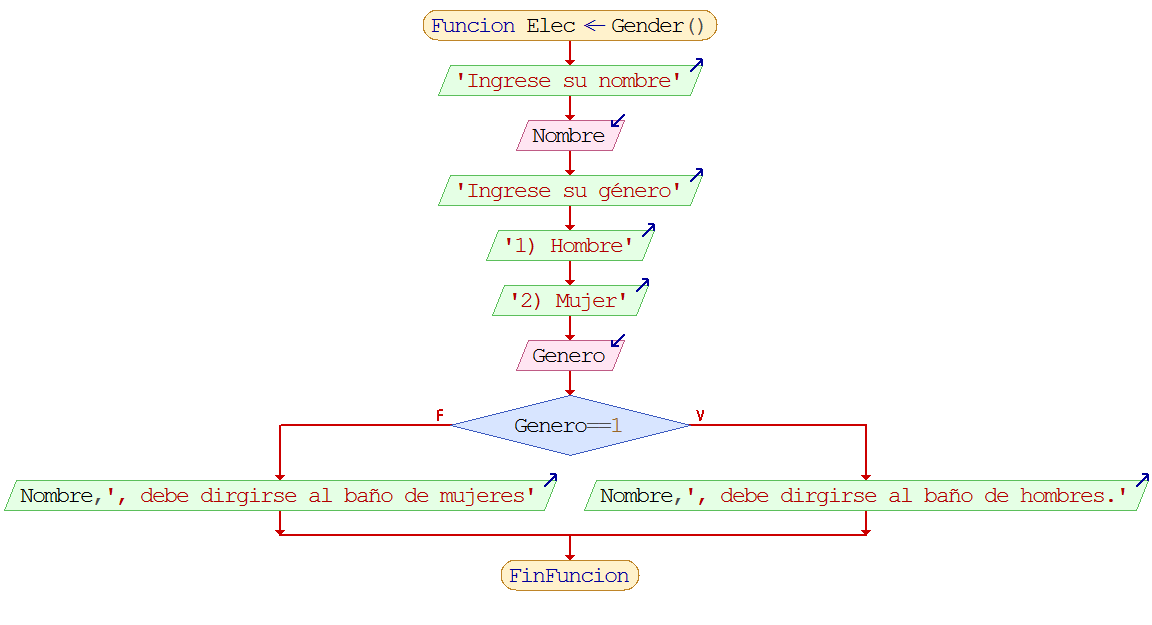 Funcion Elec <- Gender()
'Ingrese su nombre'
Nombre
'Ingrese su género'
'1) Hombre'
'2) Mujer'
Genero
F
V
Genero==1
Nombre,', debe dirgirse al baño de mujeres'
Nombre,', debe dirgirse al baño de hombres.'
FinFuncion